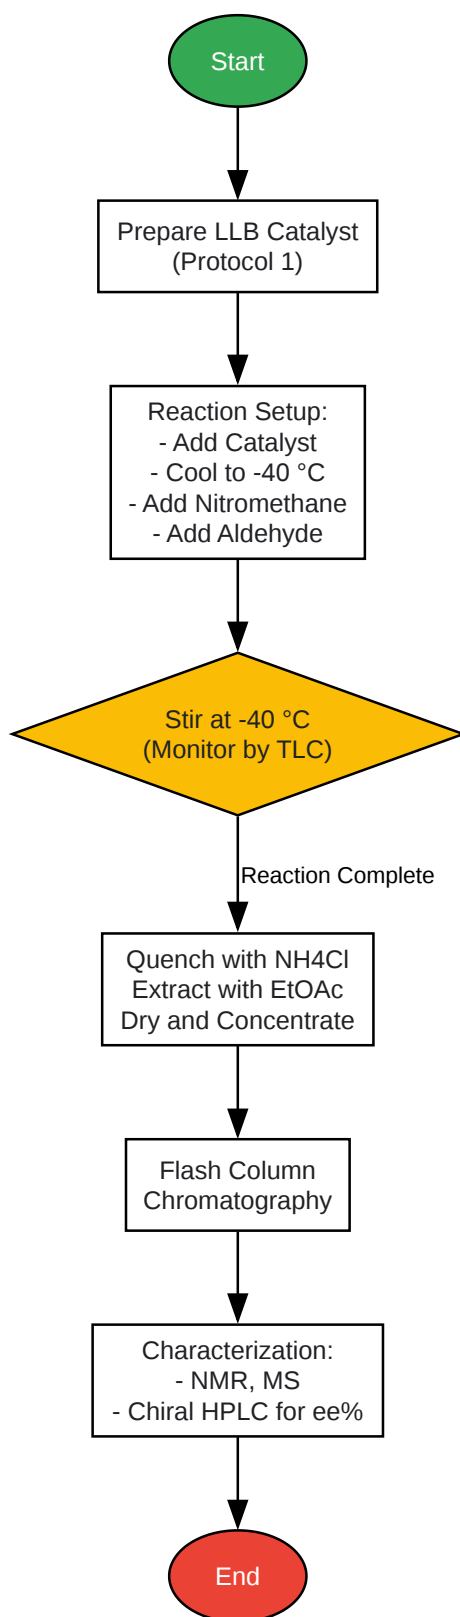 Start
Prepare LLB Catalyst
(Protocol 1)
Reaction Setup:
- Add Catalyst
- Cool to -40 °C
- Add Nitromethane
- Add Aldehyde
Stir at -40 °C
(Monitor by TLC)
Reaction Complete
Quench with NH4Cl
Extract with EtOAc
Dry and Concentrate
Flash Column
Chromatography
Characterization:
- NMR, MS
- Chiral HPLC for ee%
End